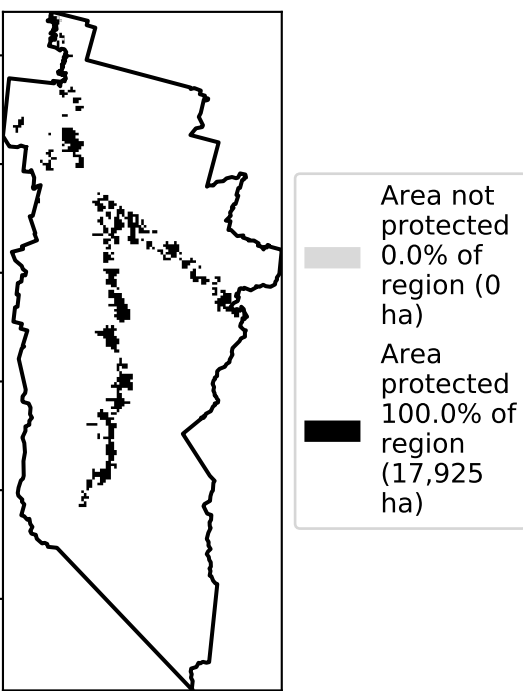 Area not
protected
0.0% of
region (0
ha)
Area
protected
100.0% of
region
(17,925
ha)